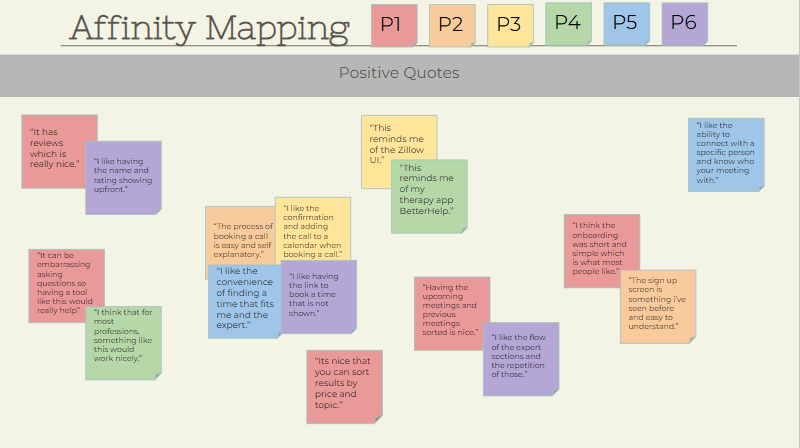 Affinity Mapping
P1
P2
P3
P4
P5
P6
Positive Quotes
“It has
reviews
which is
really nice.”
“I like having
the name and
rating showing
upfront.”
“This
reminds me
of the Zillow
UI.”
“This
reminds me
of my
therapy app
BetterHelp.”
“I like the
ability to
connect with a
specific person
and know who
your meeting
with.”
“The process of
booking a call
is easy and self
explanatory.”
“I like the
confirmation
and adding
the call to a
calendar when
booking a call.”
“I like the
convenience
of finding a
time that fits
me and the
expert.”
“I like having
the link to
book a time
that is not
shown.”
“I think the
onboarding
was short and
simple which
is what most
people like.”
“The sign up
screen is
something i’ve
seen before
and easy to
understand.”
“It can be
embarrassing
asking
questions so
having a tool
like this would
really help”
“I think that for
most
professions,
something like
this would
work nicely.”
“Having the
upcoming
meetings and
previous
meetings
sorted is nice.”
“I like the flow
of the expert
sections and
the repetition
of those.”
“Its nice that
you can sort
results by
price and
topic.”